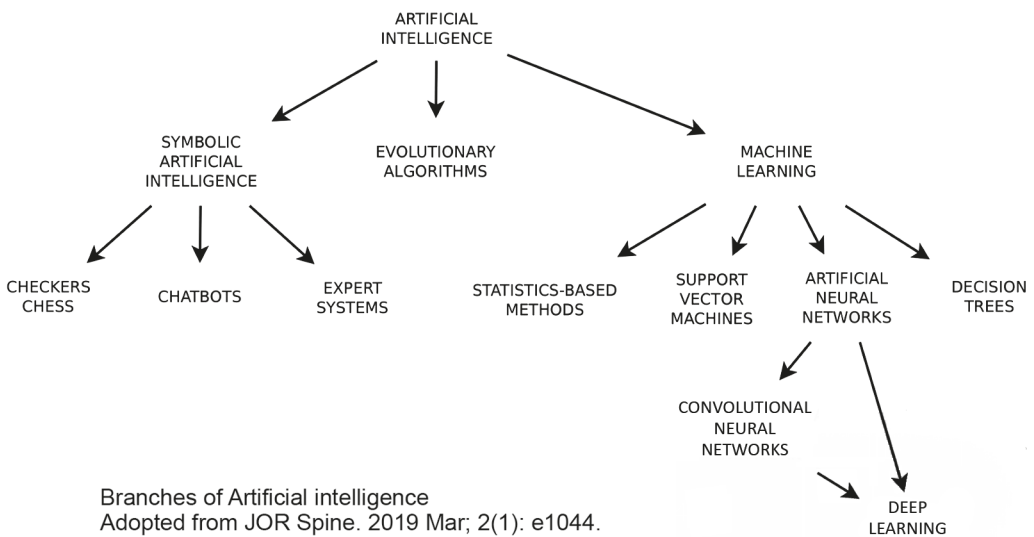 ARTIFICIAL
INTELLIGENCE
SYMBOLIC
ARTIFICIAL
INTELLIGENCE
EVOLUTIONARY
ALGORITHMS
MACHINE
LEARNING
CHECKERS
CHESS
CHATBOTS
EXPERT
SYSTEMS
STATISTICS-BASED
METHODS
SUPPORT
VECTOR
MACHINES
ARTIFICIAL
NEURAL
NETWORKS
DECISION
TREES
CONVOLUTIONAL
NEURAL
NETWORKS
DEEP
LEARNING
Branches of Artificial intelligence
Adopted from JOR Spine. 2019 Mar; 2(1): e1044.